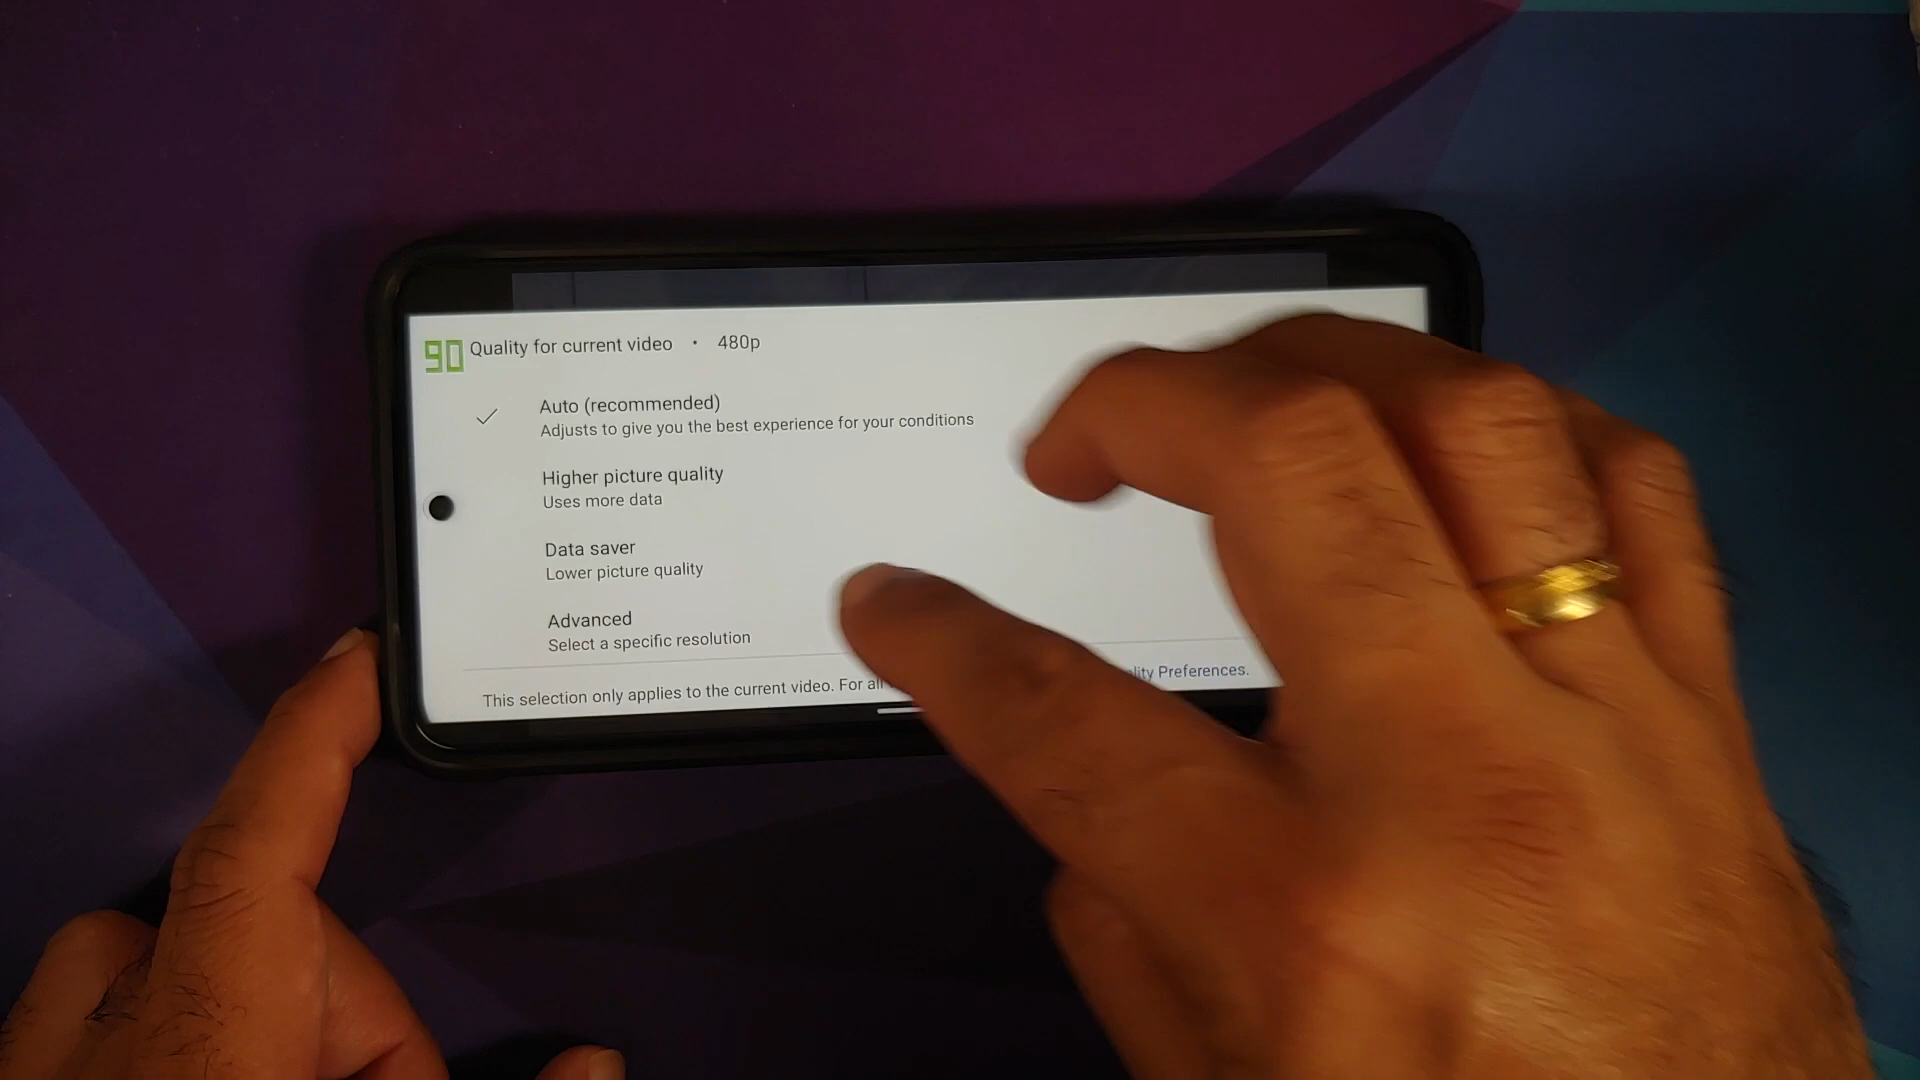 90
Quality for current video • 480p
Auto (recommended)
Adjusts to give you the best experience for your conditions
Higher picture quality
Uses more data
Data saver
Lower picture quality
Advanced
Select a specific resolution
This selection only applies to the current video. For all Preferences.